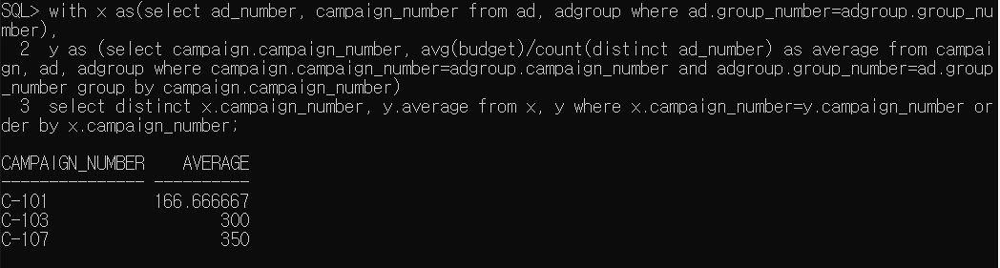 SQL> with x as(select ad_number, campaign_number from ad, adgroup where ad.group_number=adgroup.group_nu
mber),
  2  y as (select campaign.campaign_number, avg(budget)/count(distinct ad_number) as average from campai
gn, ad, adgroup where campaign.campaign_number=adgroup.campaign_number and adgroup.group_number=ad.group
_number group by campaign.campaign_number)
  3  select distinct x.campaign_number, y.average from x, y where x.campaign_number=y.campaign_number or
der by x.campaign_number;
CAMPAIGN_NUMBER    AVERAGE
--------------- ----------
C-101           166.666667
C-103                  300
C-107                  350